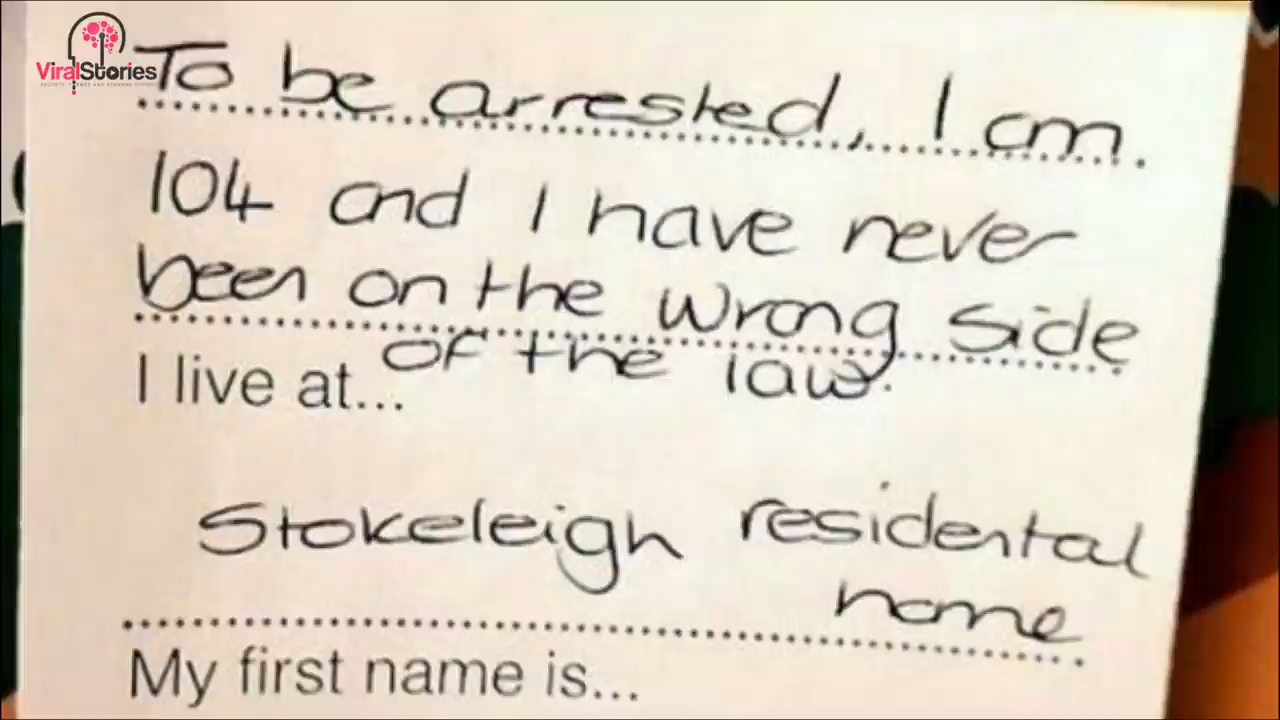 ViralStories
To be arrested, I am.
104 and I have never
been on the wrong side
of the law.
I live at...
Stokeleigh residental
home
My first name is...